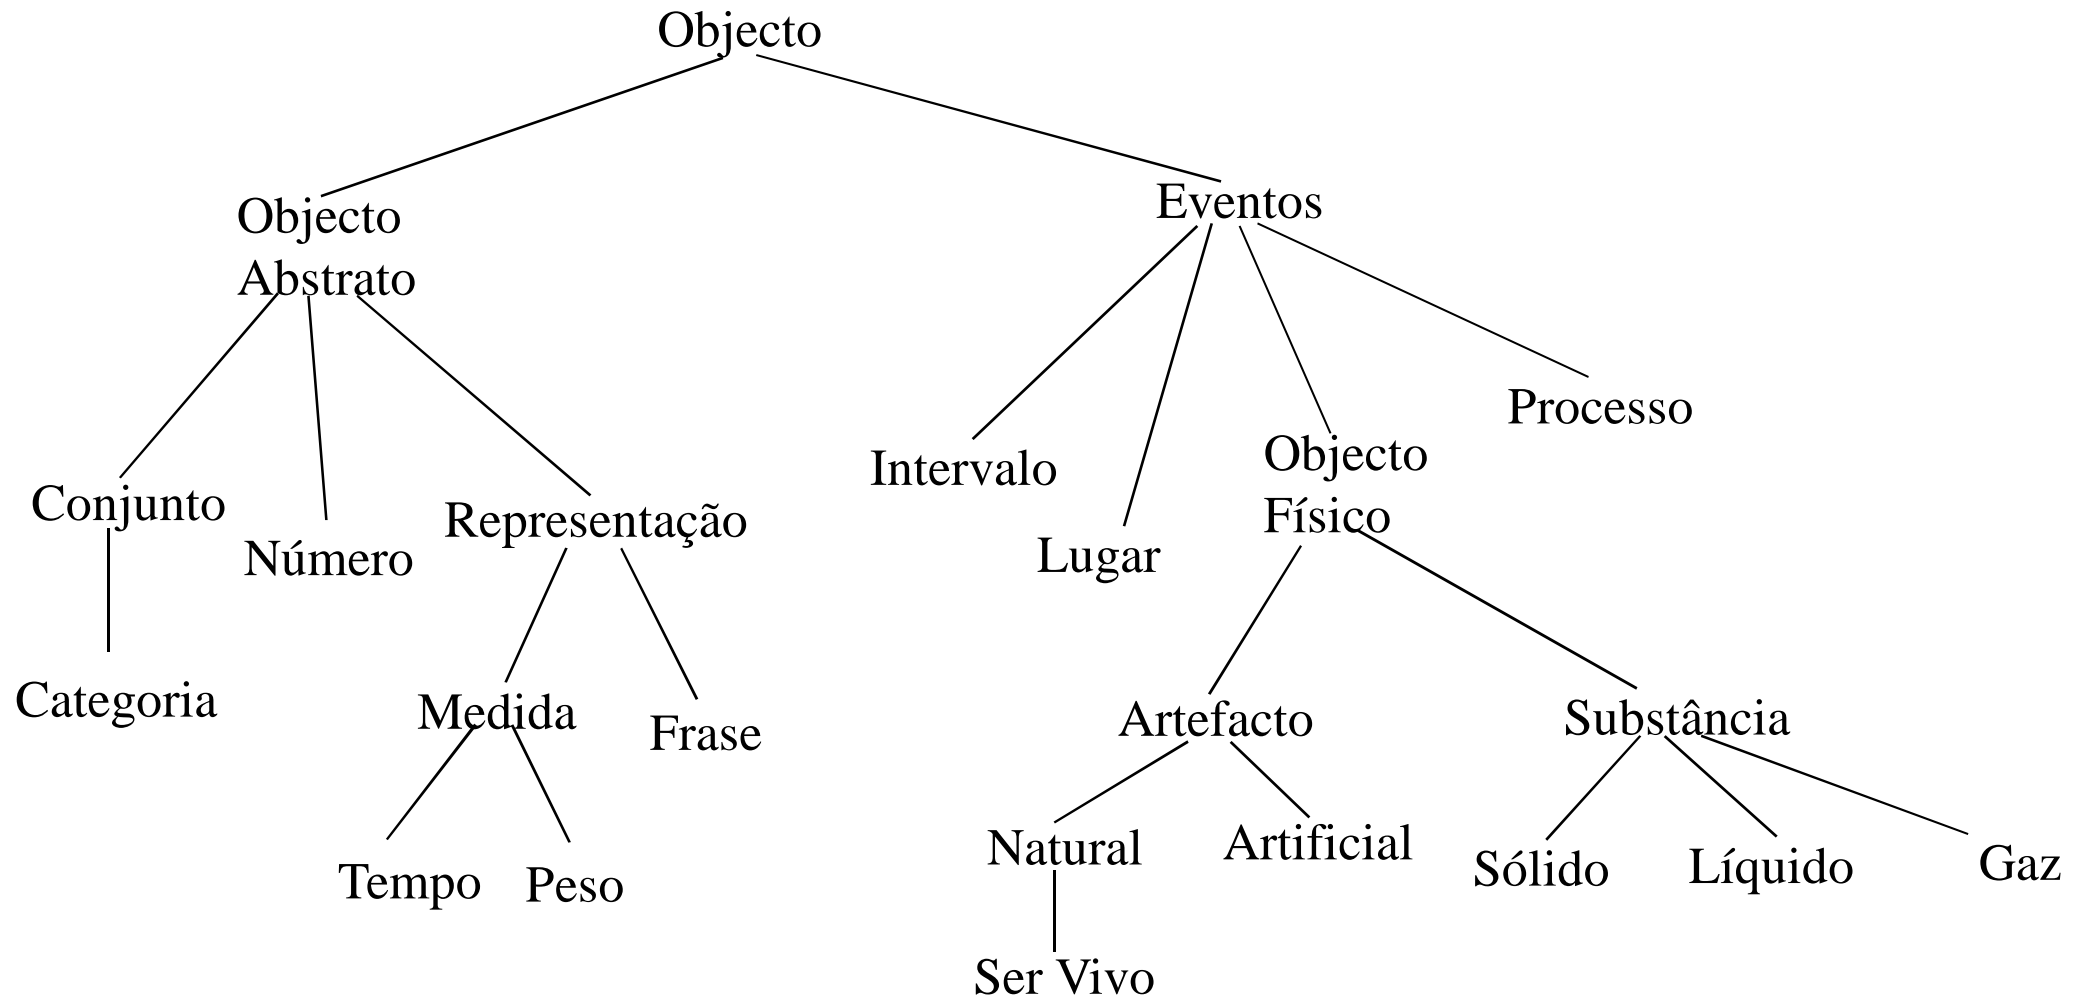 Objecto
Objecto
Abstrato
Eventos
Conjunto
Número
Representação
Intervalo
Lugar
Objecto
Físico
Processo
Categoria
Medida
Frase
Artefacto
Substância
Tempo
Peso
Natural
Artificial
Sólido
Líquido
Gaz
Ser Vivo